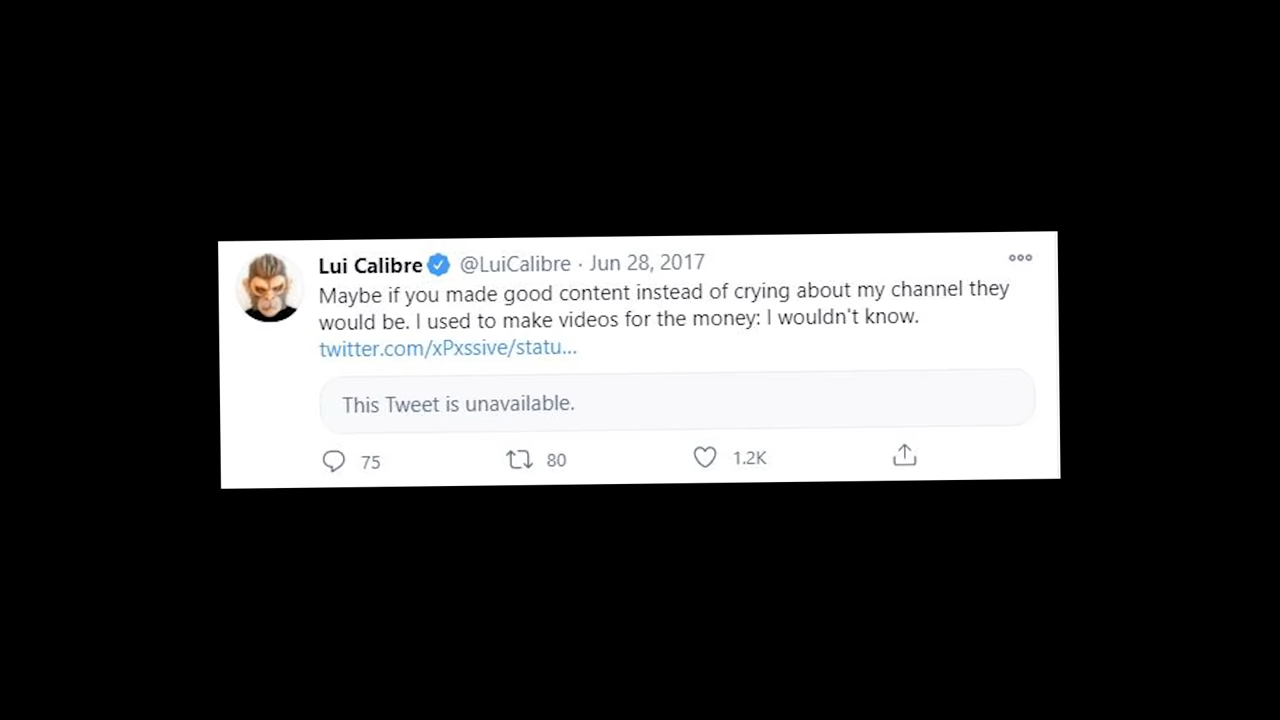 Lui Calibre @LuiCalibre · Jun 28, 2017
Maybe if you made good content instead of crying about my channel they
would be. I used to make videos for the money: I wouldn't know.
twitter.com/xPxssive/statu...
This Tweet is unavailable.
75 80 1.2K